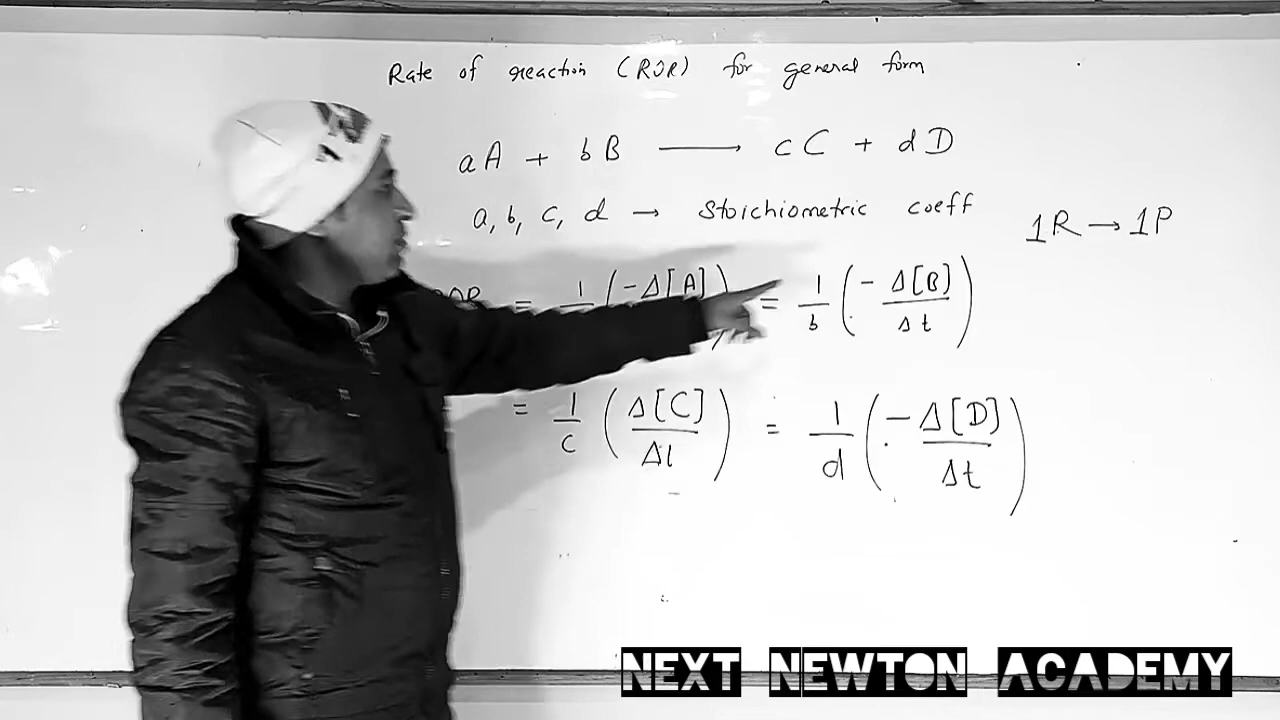 Rate of reaction (ROR) for general form
aA + bB ⟶ cC + dD
a, b, c, d → Stoichiometric coeff
1R → 1P
= 1/ (-Δ[A]/ ) = 1/b (-Δ[B]/Δt)
= 1/c (Δ[C]/Δt) = 1/d (-Δ[D]/Δt)
NEXT NEWTON ACADEMY